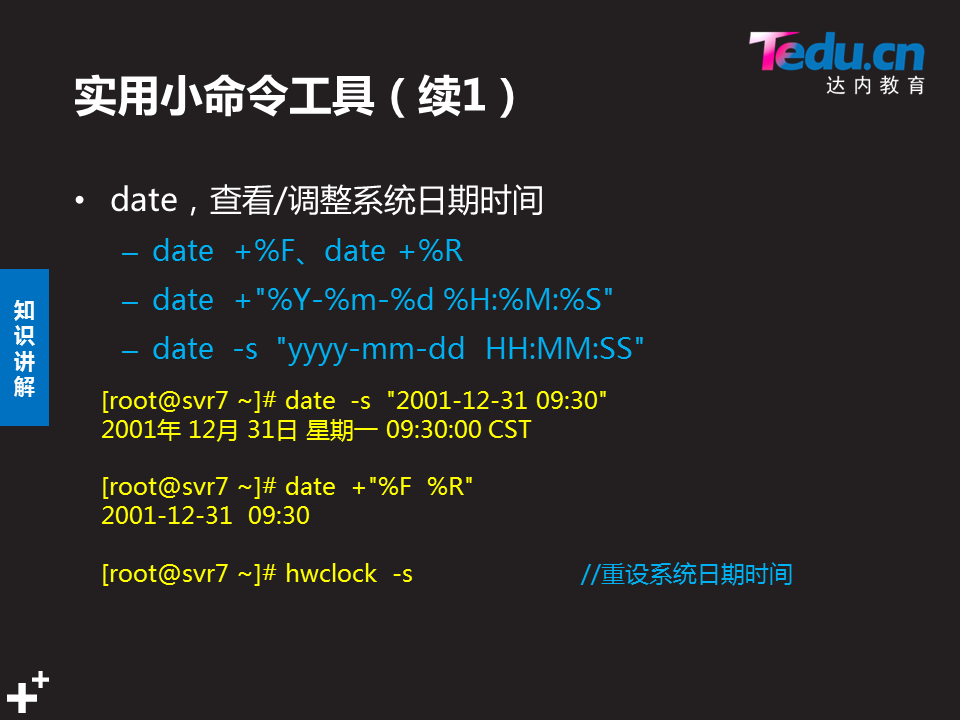 Tedu.cn
达内教育
实用小命令工具（续1）
• date，查看/调整系统日期时间
– date  +%F、date +%R
– date  +"%Y-%m-%d %H:%M:%S"
– date  -s  "yyyy-mm-dd  HH:MM:SS"
知识讲解
[root@svr7 ~]# date  -s  "2001-12-31 09:30"
2001年 12月 31日 星期一 09:30:00 CST
[root@svr7 ~]# date  +"%F  %R"
2001-12-31  09:30
[root@svr7 ~]# hwclock  -s  //重设系统日期时间